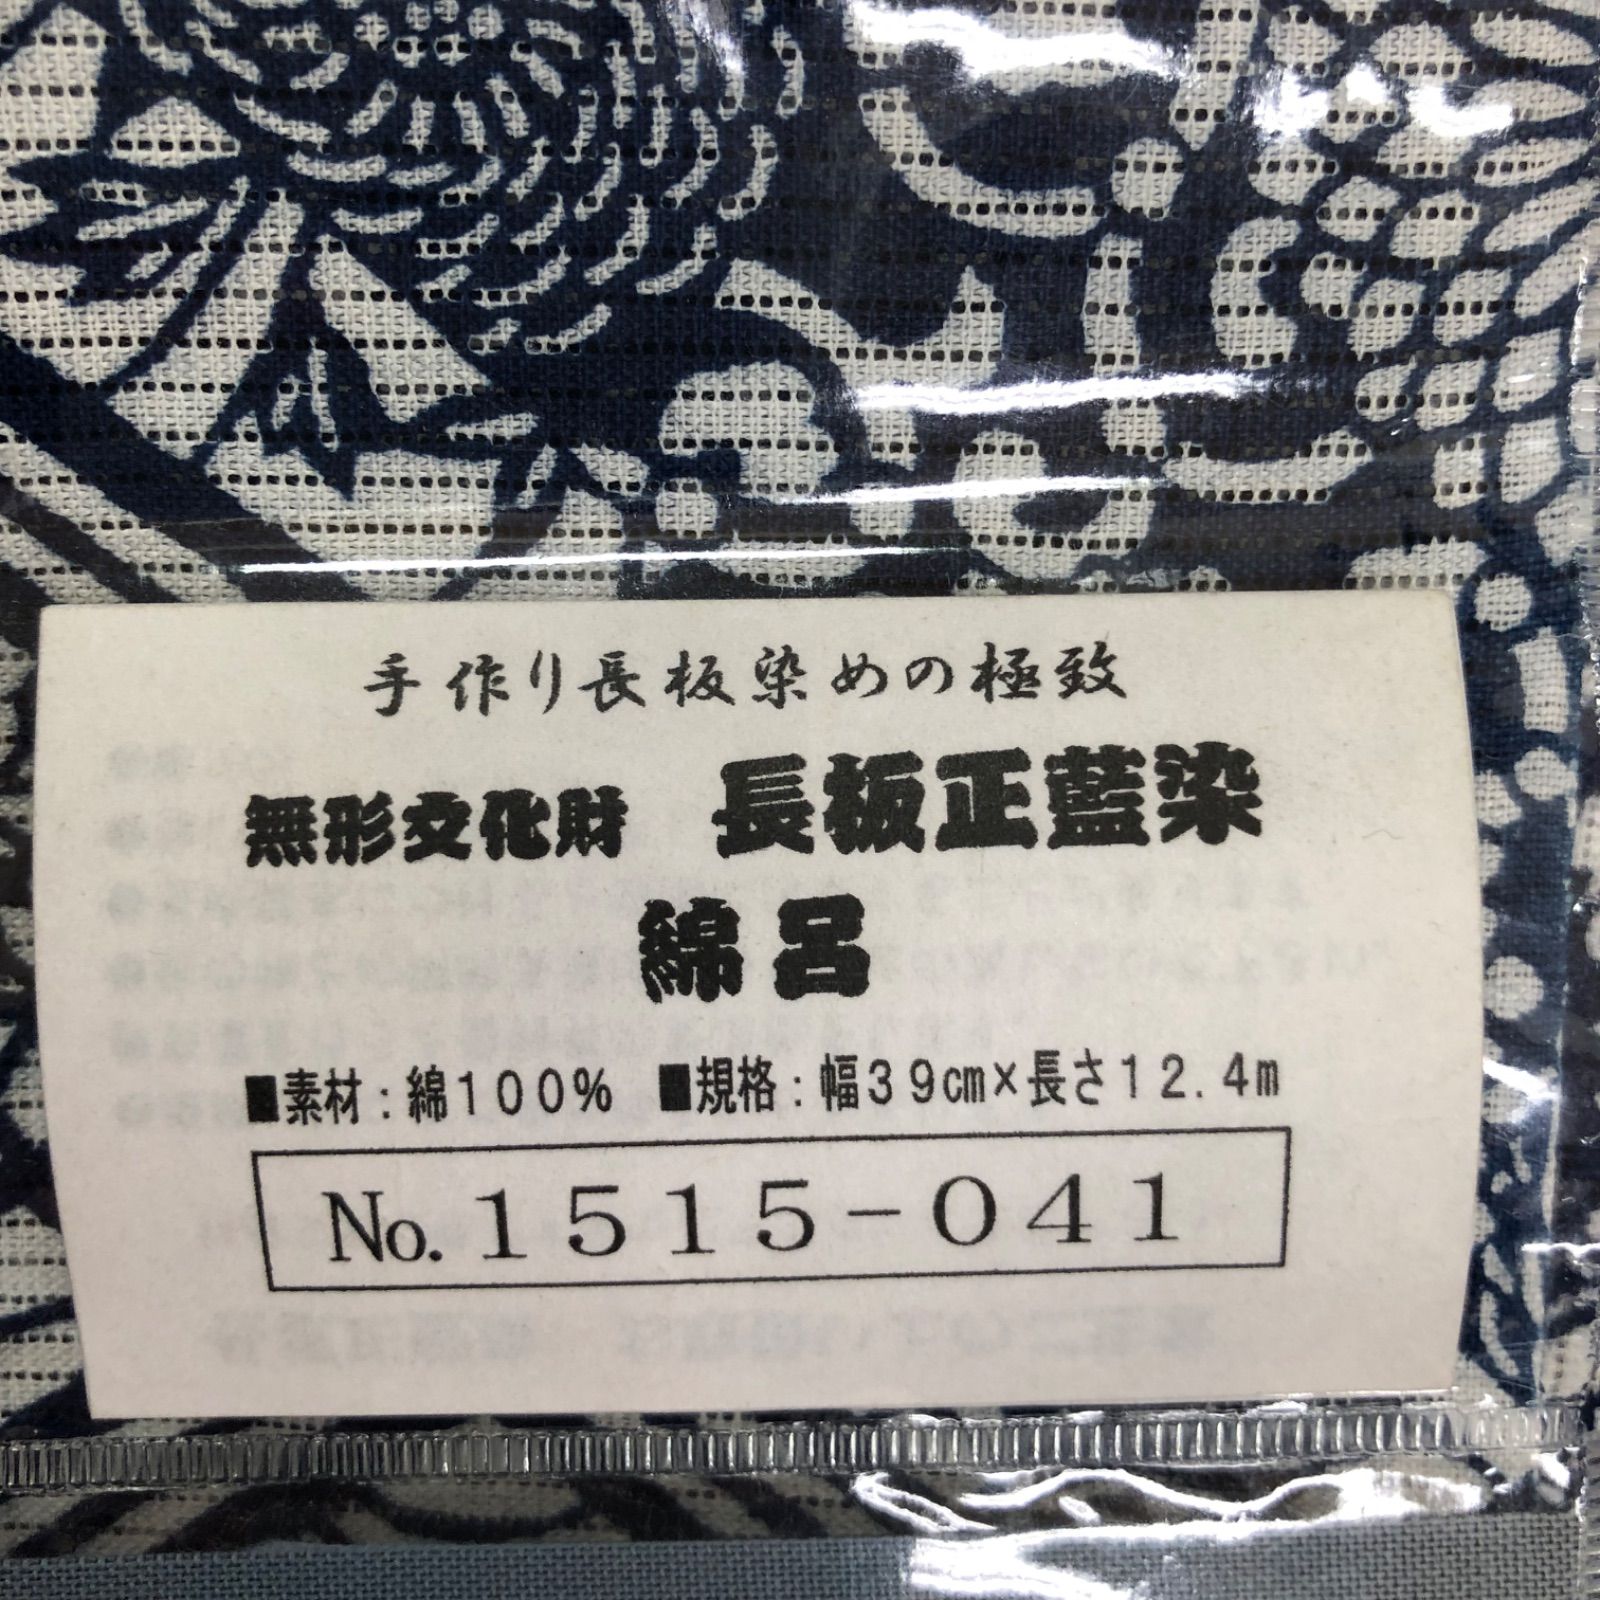 手作り長板染めの極致
無形文化財 長板正藍染
綿呂
■素材：綿１００％ ■規格：幅３９㎝×長さ１２.４ｍ
№.１５１５－０４１